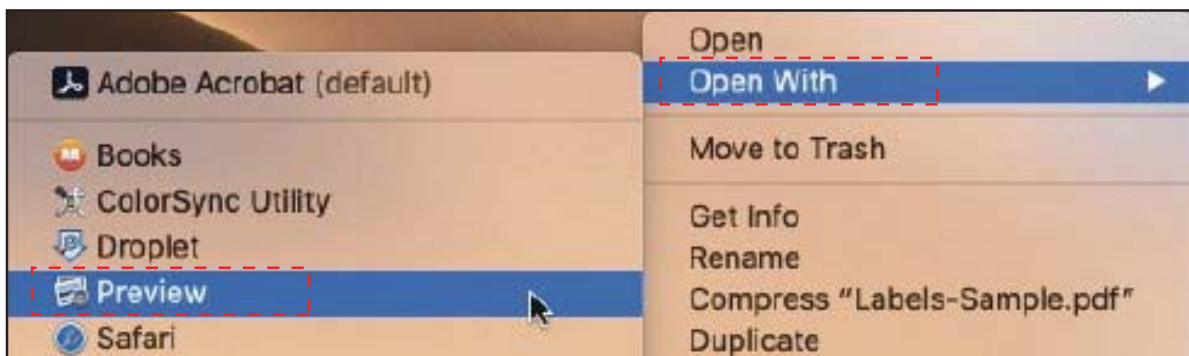 Open
Open With
Move to Trash
Get Info
Rename
Compress “Labels-Sample.pdf”
Duplicate
Adobe Acrobat (default)
Books
ColorSync Utility
Droplet
Preview
Safari